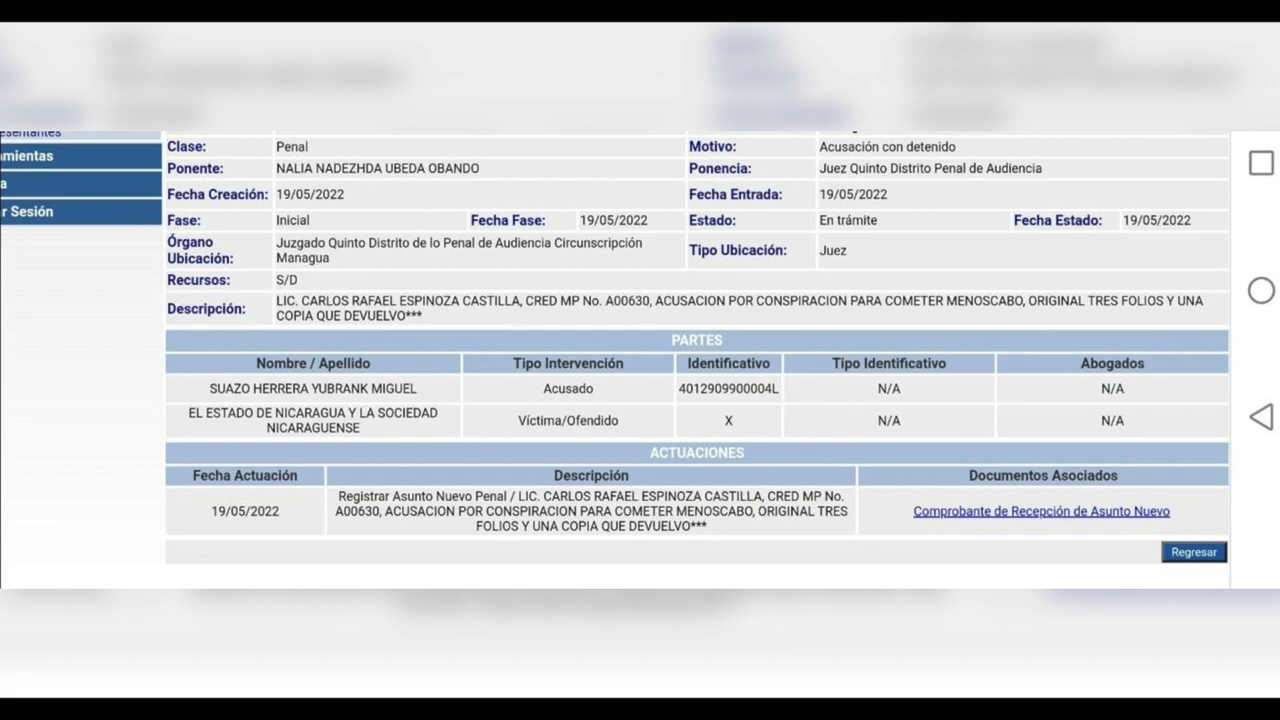 esentantes
mientas
a
r Sesión
Clase: Penal Motivo: Acusación con detenido
Ponente: NALIA NADEZHDA UBEDA OBANDO Ponencia: Juez Quinto Distrito Penal de Audiencia
Fecha Creación: 19/05/2022 Fecha Entrada: 19/05/2022
Fase: Inicial Fecha Fase: 19/05/2022 Estado: En trámite Fecha Estado: 19/05/2022
Órgano Ubicación: Juzgado Quinto Distrito de lo Penal de Audiencia Circunscripción
Managua Tipo Ubicación: Juez
Recursos: S/D
Descripción: LIC. CARLOS RAFAEL ESPINOZA CASTILLA, CRED MP No. A00630, ACUSACION POR CONSPIRACION PARA COMETER MENOSCABO, ORIGINAL TRES FOLIOS Y UNA
COPIA QUE DEVUELVO***
PARTES
Nombre / Apellido Tipo Intervención Identificativo Tipo Identificativo Abogados
SUAZO HERRERA YUBRANK MIGUEL Acusado 4012909900004L N/A N/A
EL ESTADO DE NICARAGUA Y LA SOCIEDAD
NICARAGUENSE Víctima/Ofendido X N/A N/A
ACTUACIONES
Fecha Actuación Descripción Documentos Asociados
19/05/2022 Registrar Asunto Nuevo Penal / LIC. CARLOS RAFAEL ESPINOZA CASTILLA, CRED MP No.
A00630, ACUSACION POR CONSPIRACION PARA COMETER MENOSCABO, ORIGINAL TRES
FOLIOS Y UNA COPIA QUE DEVUELVO*** Comprobante de Recepción de Asunto Nuevo
Regresar